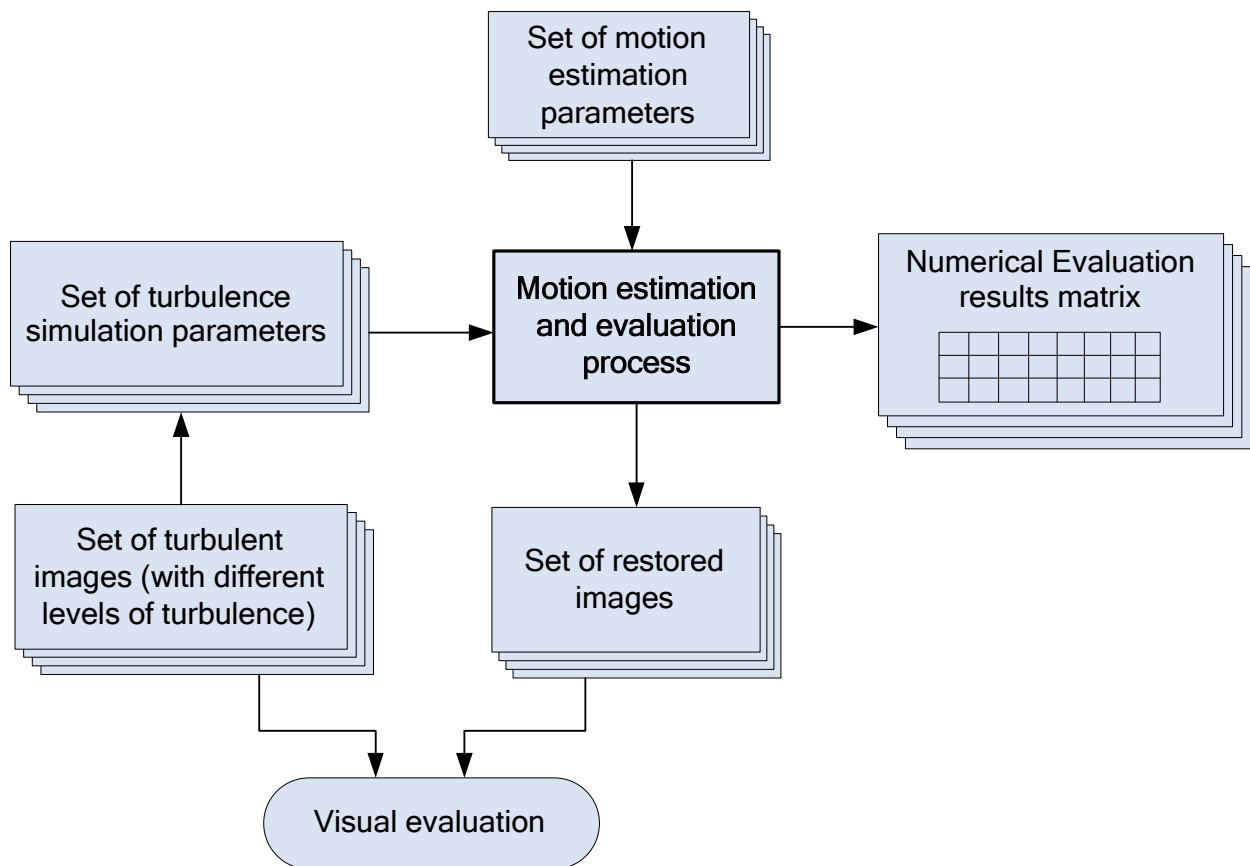 Set of motion
estimation
parameters
Set of turbulence
simulation parameters
Motion estimation
and evaluation
process
Numerical Evaluation
results matrix
Set of turbulent
images (with different
levels of turbulence)
Set of restored
images
Visual evaluation